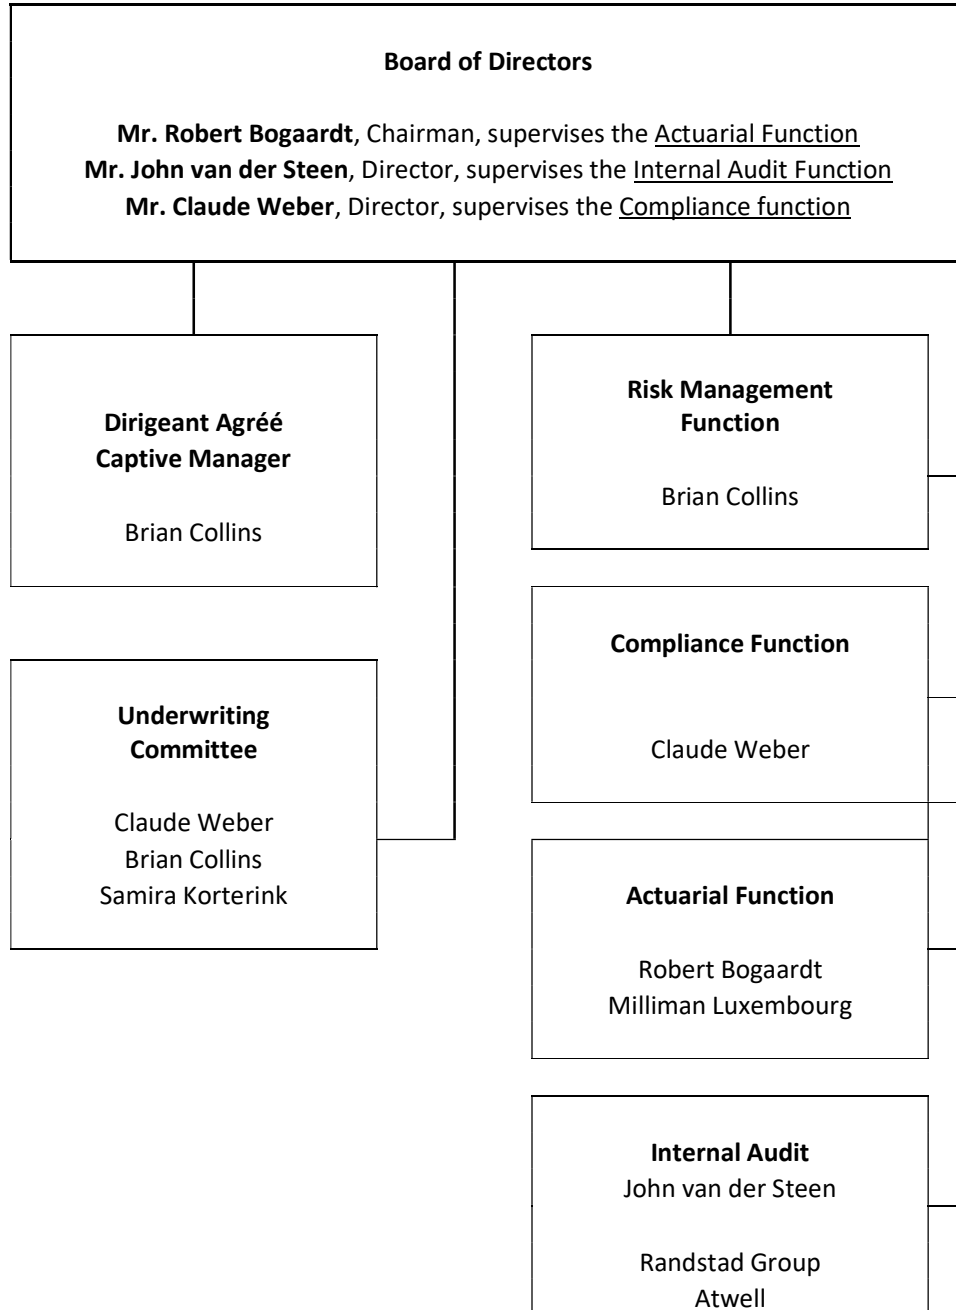 Board of Directors
Mr. Robert Bogaardt, Chairman, supervises the Actuarial Function
Mr. John van der Steen, Director, supervises the Internal Audit Function
Mr. Claude Weber, Director, supervises the Compliance function
Dirigeant Agréé
Captive Manager
Brian Collins
Risk Management
Function
Brian Collins
Compliance Function
Claude Weber
Underwriting
Committee
Claude Weber
Brian Collins
Samira Korterink
Actuarial Function
Robert Bogaardt
Milliman Luxembourg
Internal Audit
John van der Steen
Randstad Group
Atwell